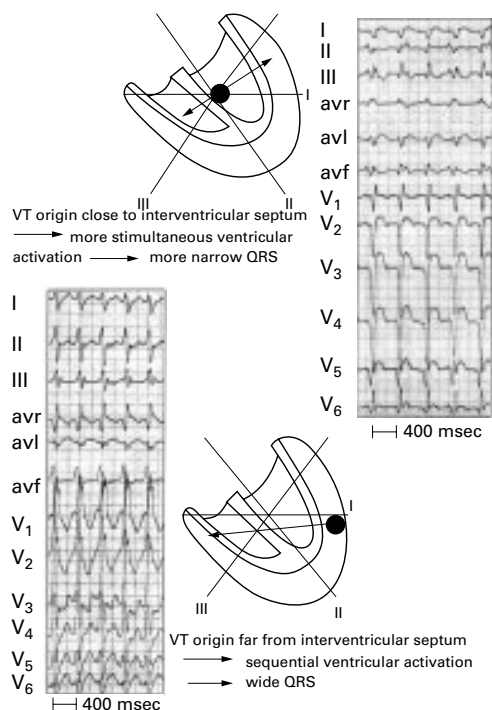 I
II
III
avr
avl
avf
V1
V2
V3
V4
V5
V6
400 msec
I
III
II
VT origin close to interventricular septum
more stimultaneous ventricular
activation more narrow QRS
I
II
III
avr
avl
avf
V1
V2
V3
V4
V5
V6
400 msec
I
III
II
VT origin far from interventricular septum
sequential ventricular activation
wide QRS